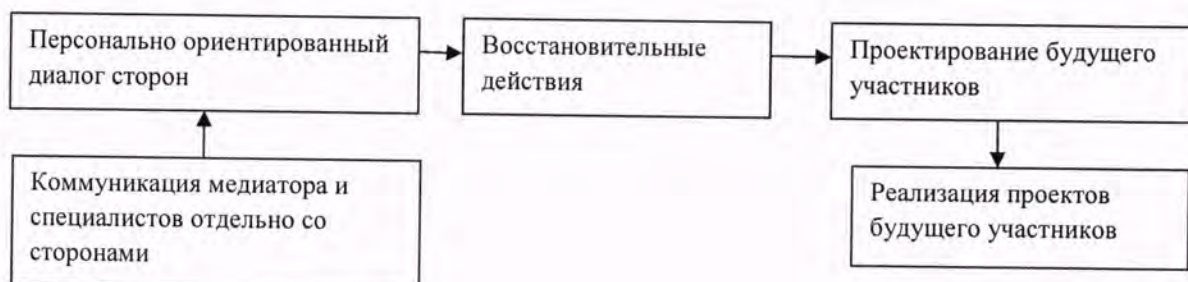 Персонально ориентированный
диалог сторон
Восстановительные
действия
Проектирование будущего
участников
Коммуникация медиатора и
специалистов отдельно со
сторонами
Реализация проектов
будущего участников